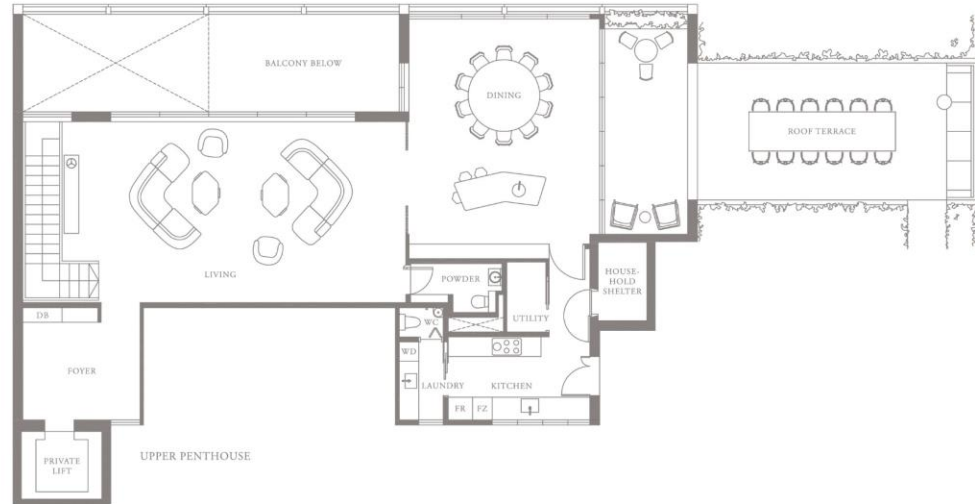 BALCONY BELOW
DINING
ROOF TERRACE
LIVING
POWDER
HOUSE-
HOLD
SHELTER
UTILITY
DB
WC
WD
FOYER
LAUNDRY
KITCHEN
FR
FZ
UPPER PENTHOUSE
PRIVATE
LIFT